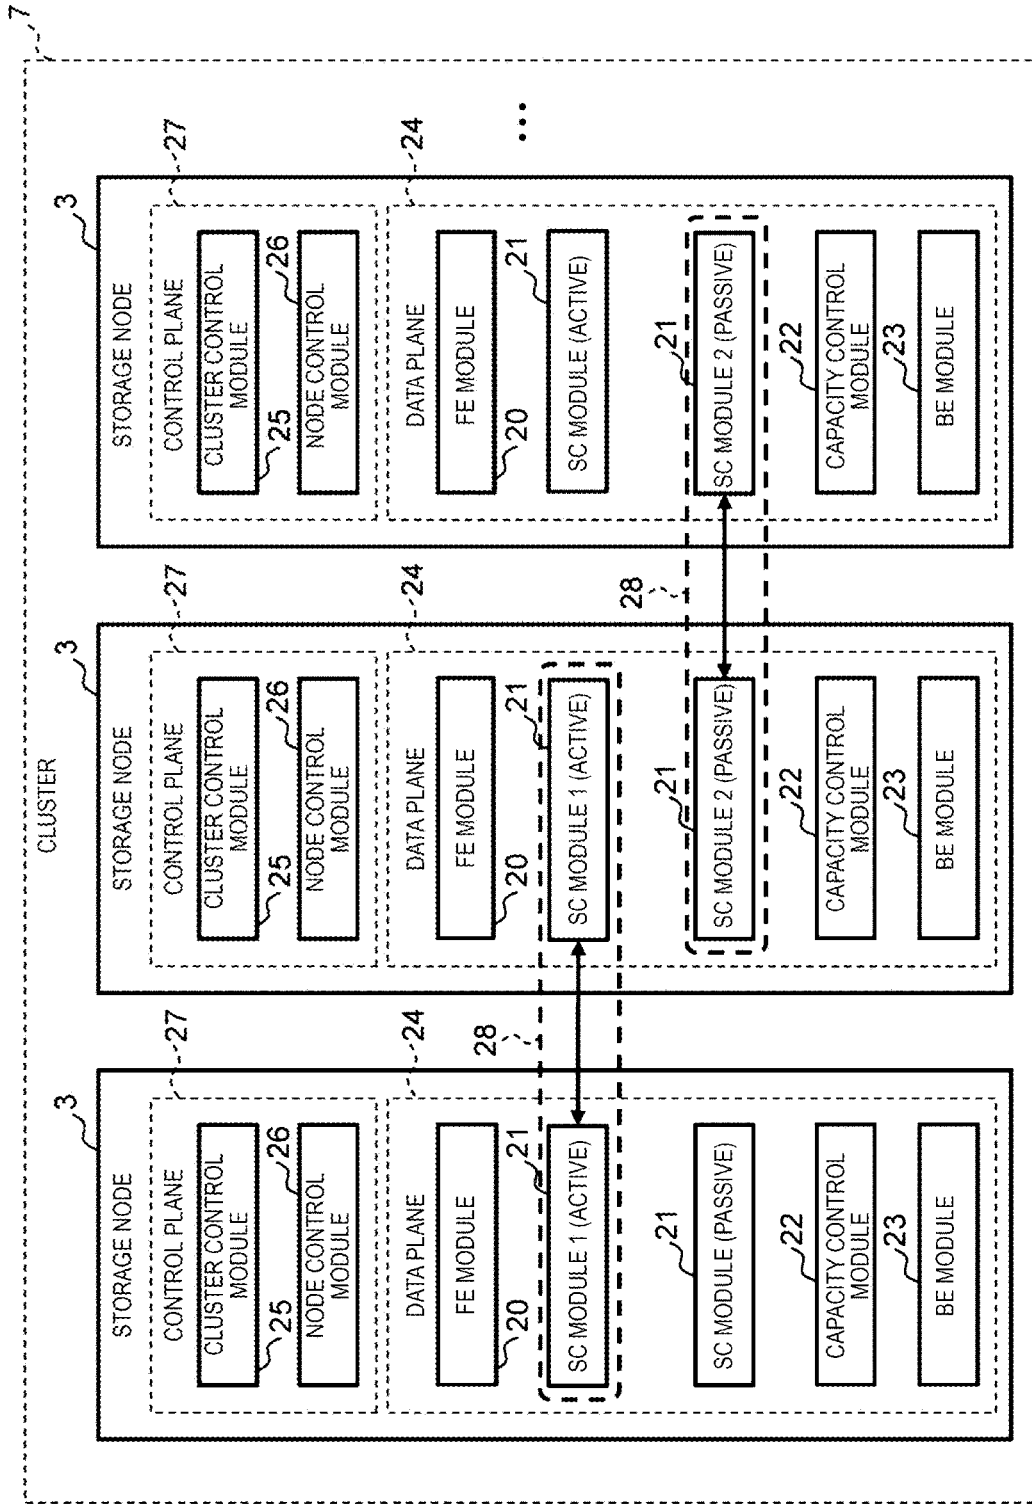 7
CLUSTER
3
STORAGE NODE
27
CONTROL PLANE
CLUSTER CONTROL
MODULE
25
26
NODE CONTROL
MODULE
24
DATA PLANE
FE MODULE
20
21
SC MODULE 1 (ACTIVE)
28
21
SC MODULE (PASSIVE)
22
CAPACITY CONTROL
MODULE
23
BE MODULE
3
STORAGE NODE
27
CONTROL PLANE
CLUSTER CONTROL
MODULE
25
26
NODE CONTROL
MODULE
24
DATA PLANE
FE MODULE
20
21
SC MODULE 1 (ACTIVE)
28
21
SC MODULE 2 (PASSIVE)
22
CAPACITY CONTROL
MODULE
23
BE MODULE
3
STORAGE NODE
27
CONTROL PLANE
CLUSTER CONTROL
MODULE
25
26
NODE CONTROL
MODULE
24
DATA PLANE
FE MODULE
20
21
SC MODULE (ACTIVE)
21
SC MODULE 2 (PASSIVE)
22
CAPACITY CONTROL
MODULE
23
BE MODULE
...